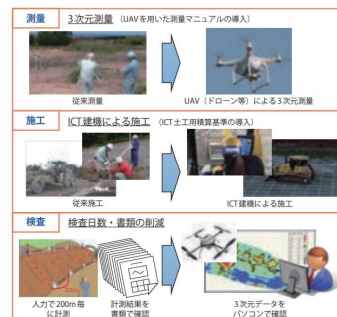 測量 3次元測量 （UAVを用いた測量マニュアルの導入）
従来測量
UAV（ドローン等）による3次元測量
施工 ICT建機による施工 （ICT土工用積算基準の導入）
従来施工
ICT建機による施工
検査 検査日数・書類の削減
200m
人力で200m毎
に計測
計測結果を
書類で確認
3次元データを
パソコンで確認